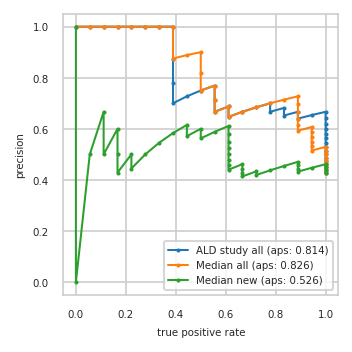 1.0
0.8
0.6
0.4
0.2
0.0
precision
0.0 0.2 0.4 0.6 0.8 1.0
true positive rate
ALD study all (aps: 0.814)
Median all (aps: 0.826)
Median new (aps: 0.526)